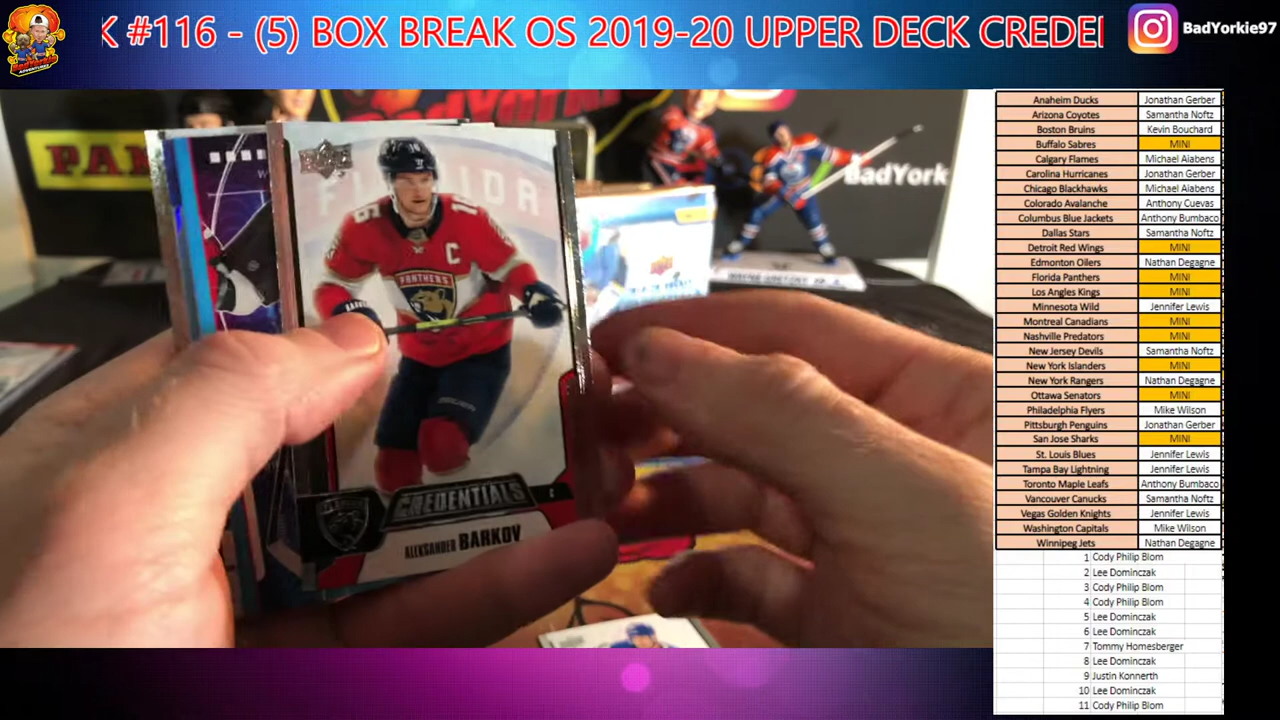 K #116 - (5) BOX BREAK OS 2019-20 UPPER DECK CREDE
BadYorkie97
BadYork
UPPER DECK
PANTHERS
C
CREDENTIALS
C
ALEKSANDER BARKOV
Anaheim Ducks Jonathan Gerber
Arizona Coyotes Samantha Noftz
Boston Bruins Kevin Bouchard
Buffalo Sabres MINI
Calgary Flames Michael Aiabens
Carolina Hurricanes Jonathan Gerber
Chicago Blackhawks Michael Aiabens
Colorado Avalanche Anthony Cuevas
Columbus Blue Jackets Anthony Bumbaco
Dallas Stars Samantha Noftz
Detroit Red Wings MINI
Edmonton Oilers Nathan Degagne
Florida Panthers MINI
Los Angles Kings MINI
Minnesota Wild Jennifer Lewis
Montreal Canadians MINI
Nashville Predators MINI
New Jersey Devils Samantha Noftz
New York Islanders MINI
New York Rangers Nathan Degagne
Ottawa Senators MINI
Philadelphia Flyers Mike Wilson
Pittsburgh Penguins Jonathan Gerber
San Jose Sharks MINI
St. Louis Blues Jennifer Lewis
Tampa Bay Lightning Jennifer Lewis
Toronto Maple Leafs Anthony Bumbaco
Vancouver Canucks Samantha Noftz
Vegas Golden Knights Jennifer Lewis
Washington Capitals Mike Wilson
Winnipeg Jets Nathan Degagne
1 Cody Philip Blom
2 Lee Dominczak
3 Cody Philip Blom
4 Cody Philip Blom
5 Lee Dominczak
6 Lee Dominczak
7 Tommy Homesberger
8 Lee Dominczak
9 Justin Konnerth
10 Lee Dominczak
11 Cody Philip Blom